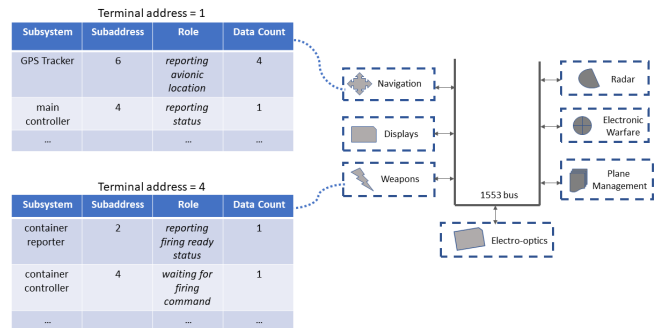 Terminal address = 1
Subsystem Subaddress Role Data Count
GPS Tracker 6 reporting 4
avionic
location
main 4 reporting 1
controller status
... ... ... ...
Terminal address = 4
Subsystem Subaddress Role Data Count
container 2 reporting 1
reporter firing ready
status
container 4 waiting for 1
controller firing
command
... ... ... ...
Navigation
Displays
Weapons
1553 bus
Electro-optics
Radar
Electronic
Warfare
Plane
Management